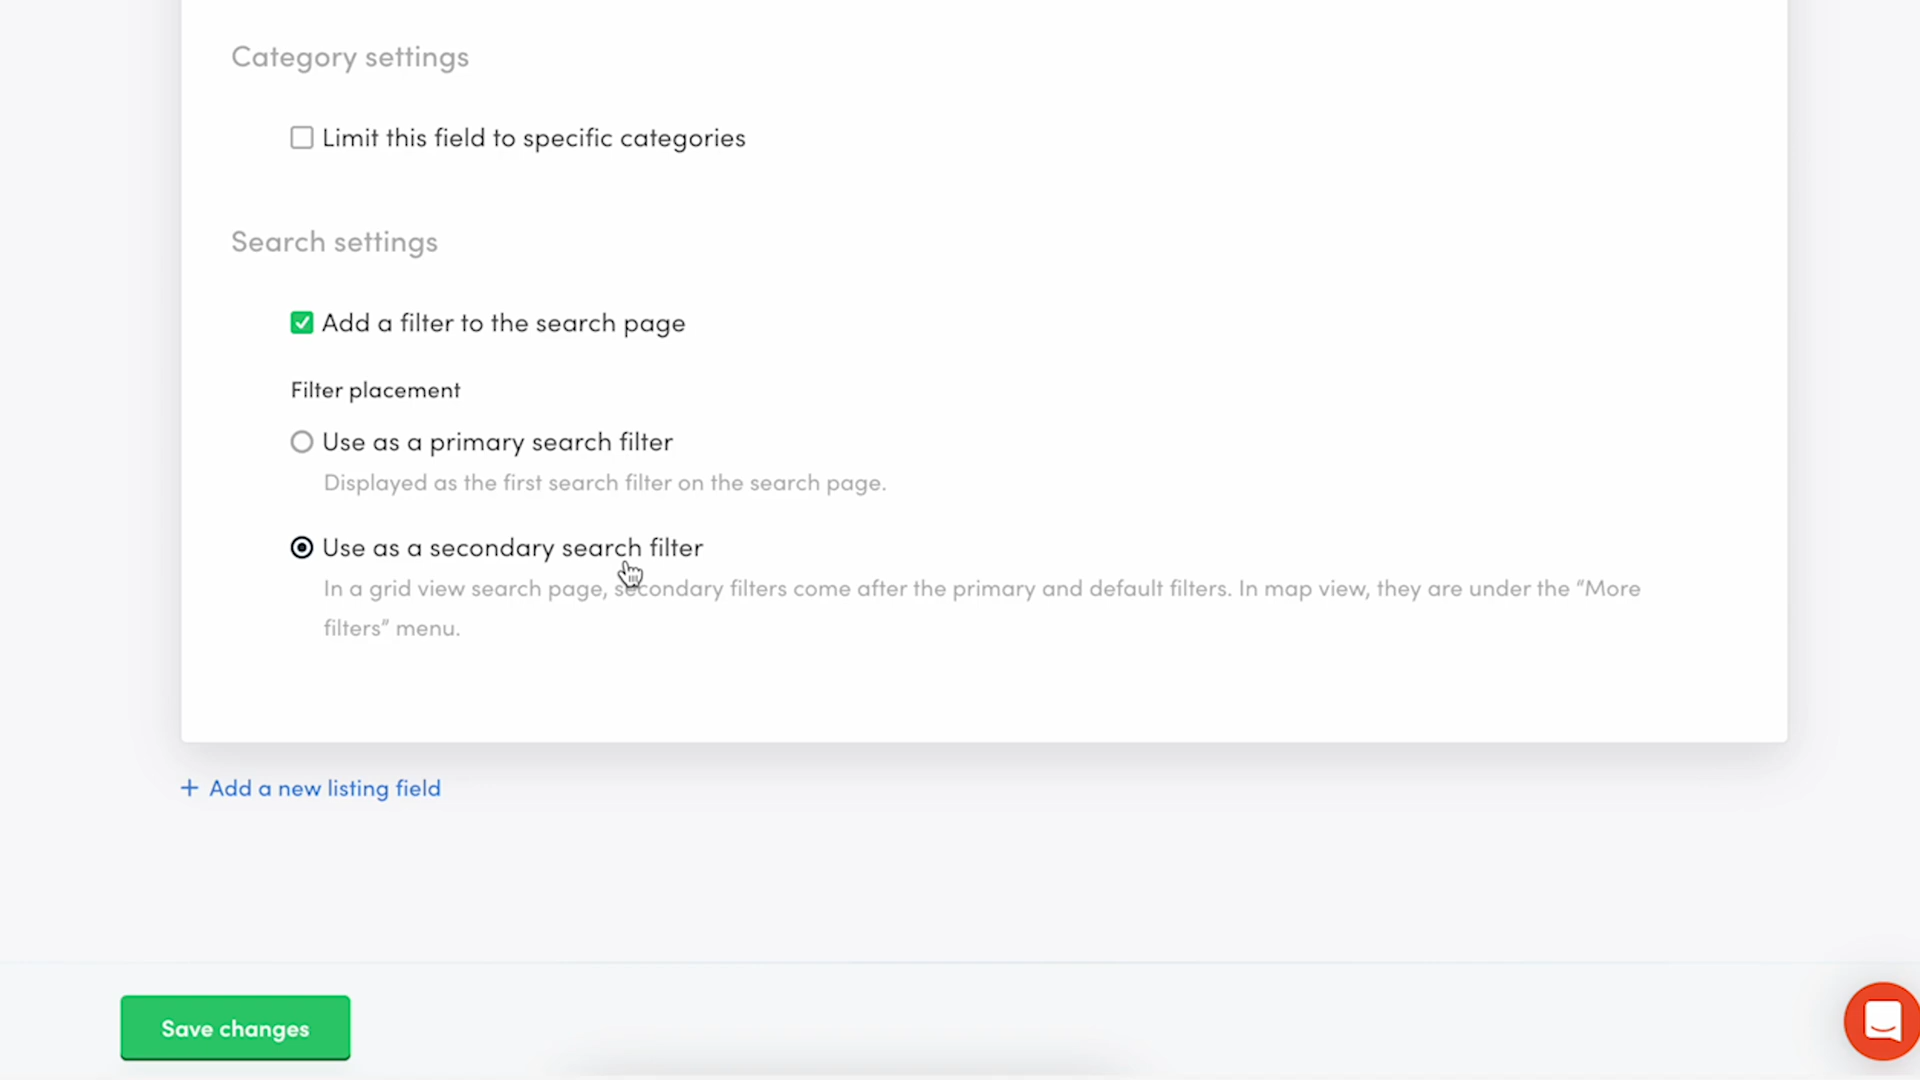 Category settings
Limit this field to specific categories
Search settings
Add a filter to the search page
Filter placement
Use as a primary search filter
Displayed as the first search filter on the search page.
Use as a secondary search filter
In a grid view search page, secondary filters come after the primary and default filters. In map view, they are under the “More
filters” menu.
+ Add a new listing field
Save changes